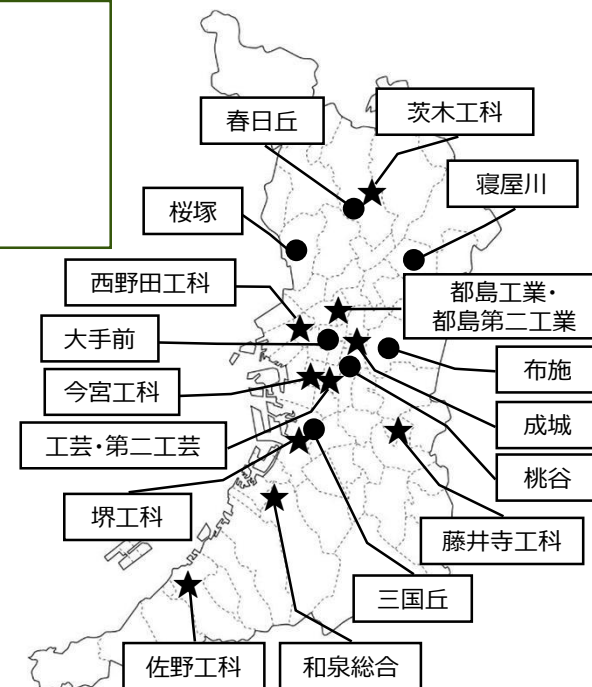 春日丘
茨木工科
寝屋川
桜塚
西野田工科
都島工業・
都島第二工業
大手前
布施
今宮工科
成城
工芸・第二工芸
桃谷
堺工科
藤井寺工科
三国丘
佐野工科
和泉総合